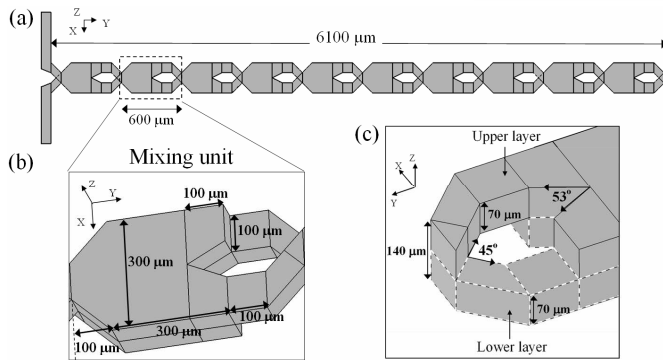 (a)
Z
Y
X
6100 μm
600 μm
(b)
Mixing unit
Z
Y
X
100 μm
100 μm
300 μm
100 μm
300 μm
100 μm
(c)
Upper layer
Z
X
Y
53°
70 μm
140 μm
45°
70 μm
Lower layer